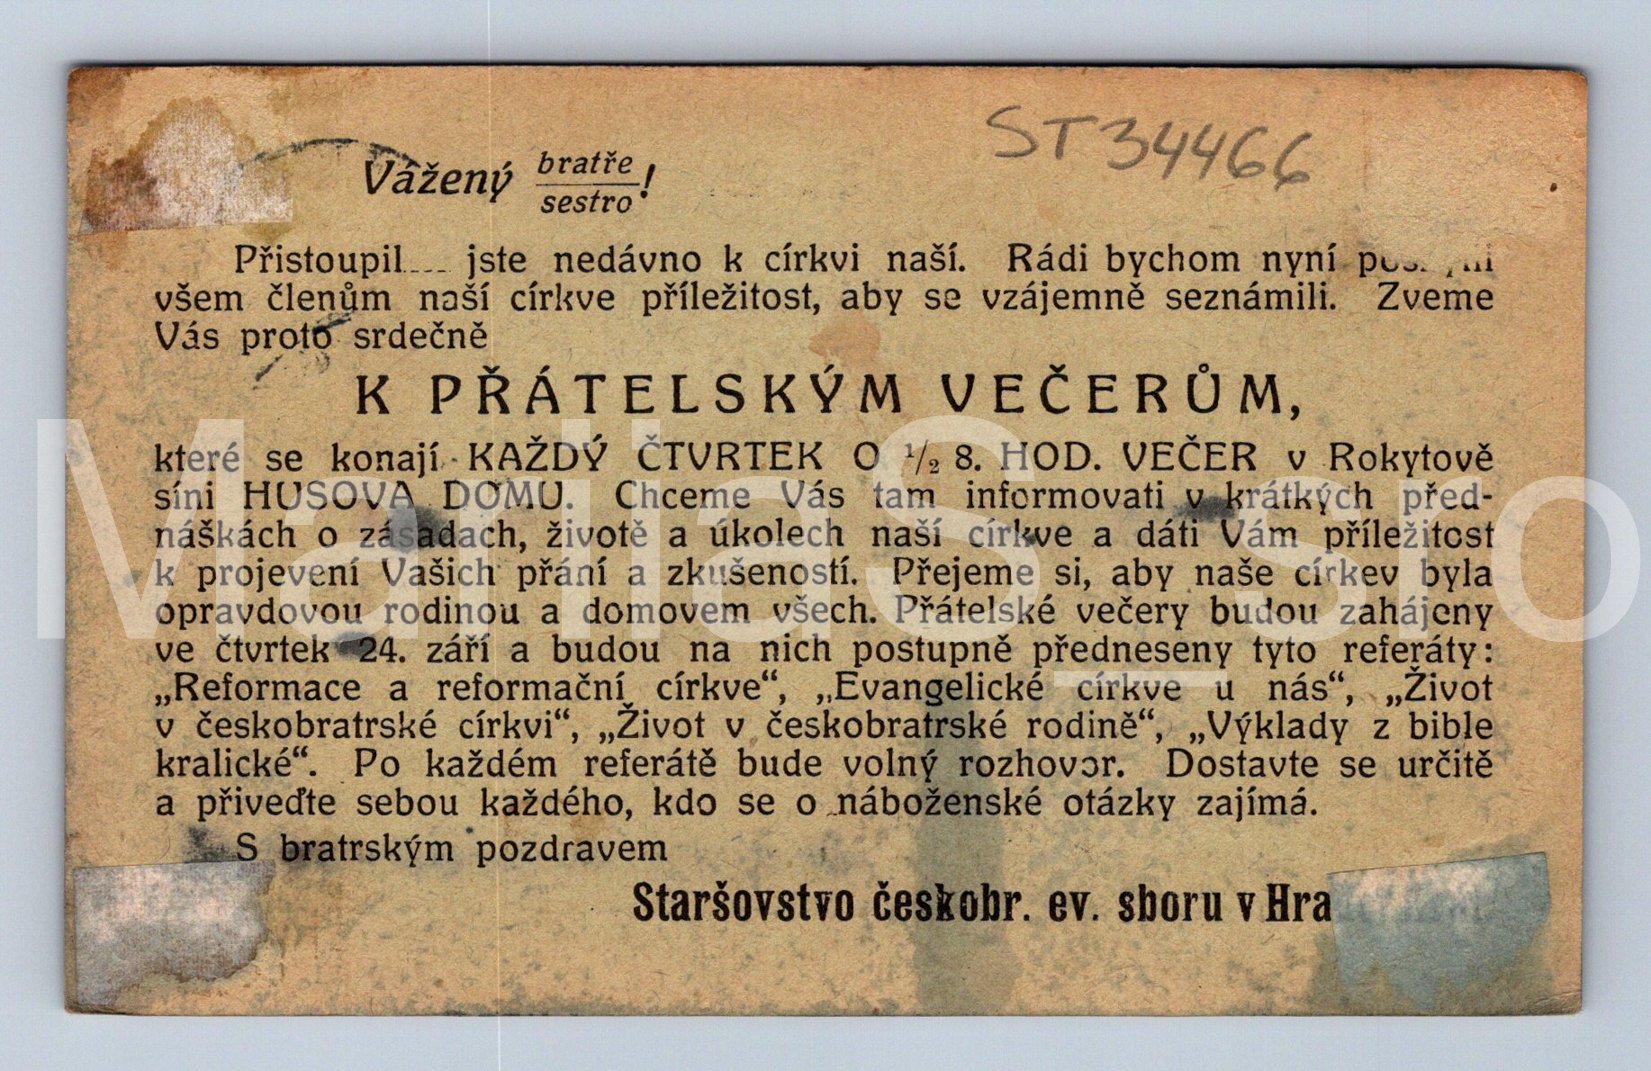 ST34466
Vážený bratře
sestro!
Přistoupil.... jste nedávno k církvi naší. Rádi bychom nyní
všem členům naší církve příležitost, aby se vzájemně seznámili. Zveme
Vás proto srdečně
K PŘÁTELSKÝM VEČERŮM,
které se konají KAŽDÝ ČTVRTEK O ½ 8. HOD. VEČER v Rokytově
síni HUSOVA DOMU. Chceme Vás tam informovati v krátkých před-
náškách o zásadach, životě a úkolech naší církve a dáti Vám příležitost
k projevení Vašich přání a zkušeností. Přejeme si, aby naše církev byla
opravdovou rodinou a domovem všech. Přátelské večery budou zahájeny
ve čtvrtek 24. září a budou na nich postupně předneseny tyto referáty:
„Reformace a reformační církve“, „Evangelické církve u nás“, „Život
v českobratrské církvi“, „Život v českobratrské rodině“, „Výklady z bible
kralické“. Po každém referátě bude volný rozhovor. Dostavte se určitě
a přiveďte sebou každého, kdo se o náboženské otázky zajímá.
S bratrským pozdravem
Staršovstvo českobr. ev. sboru v Hra